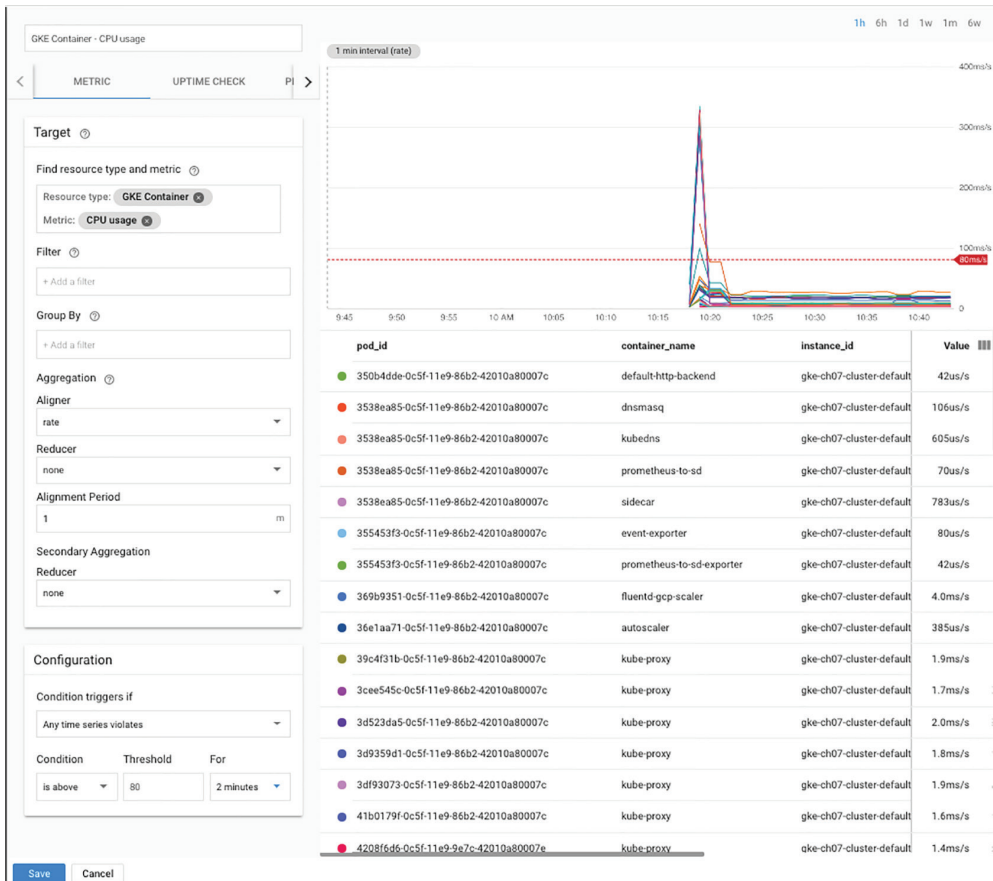 1h 6h 1d 1w 1m 6w
GKE Container - CPU usage
METRIC UPTIME CHECK
Target
Find resource type and metric
Resource type: GKE Container
Metric: CPU usage
Filter
+ Add a filter
Group By
+ Add a filter
Aggregation
Aligner
rate
Reducer
none
Alignment Period
1 m
Secondary Aggregation
Reducer
none
Configuration
Condition triggers if
Any time series violates
Condition Threshold For
is above 80 2 minutes
Save Cancel
1 min interval (rate)
400ms/s
300ms/s
200ms/s
100ms/s
80ms/s
0
9:45 9:50 9:55 10 AM 10:05 10:10 10:15 10:20 10:25 10:30 10:35 10:40
pod_id container_name instance_id Value
350b4dde-0c5f-11e9-86b2-42010a80007c default-http-backend gke-ch07-cluster-default 42us/s
3538ea85-0c5f-11e9-86b2-42010a80007c dnsmasq gke-ch07-cluster-default 106us/s
3538ea85-0c5f-11e9-86b2-42010a80007c kubedns gke-ch07-cluster-default 605us/s
3538ea85-0c5f-11e9-86b2-42010a80007c prometheus-to-sd gke-ch07-cluster-default 70us/s
3538ea85-0c5f-11e9-86b2-42010a80007c sidecar gke-ch07-cluster-default 783us/s
355453f3-0c5f-11e9-86b2-42010a80007c event-exporter gke-ch07-cluster-default 80us/s
355453f3-0c5f-11e9-86b2-42010a80007c prometheus-to-sd-exporter gke-ch07-cluster-default 42us/s
369b9351-0c5f-11e9-86b2-42010a80007c fluentd-gcp-scaler gke-ch07-cluster-default 4.0ms/s
36e1aa71-0c5f-11e9-86b2-42010a80007c autoscaler gke-ch07-cluster-default 385us/s
39c4f31b-0c5f-11e9-86b2-42010a80007c kube-proxy gke-ch07-cluster-default 1.9ms/s
3cee545c-0c5f-11e9-86b2-42010a80007c kube-proxy gke-ch07-cluster-default 1.7ms/s
3d523da5-0c5f-11e9-86b2-42010a80007c kube-proxy gke-ch07-cluster-default 2.0ms/s
3d9359d1-0c5f-11e9-86b2-42010a80007c kube-proxy gke-ch07-cluster-default 1.8ms/s
3df93073-0c5f-11e9-86b2-42010a80007c kube-proxy gke-ch07-cluster-default 1.9ms/s
41b0179f-0c5f-11e9-86b2-42010a80007c kube-proxy gke-ch07-cluster-default 1.6ms/s
4208f6d6-0c5f-11e9-9e7c-42010a80007e kube-proxy gke-ch07-cluster-default 1.4ms/s